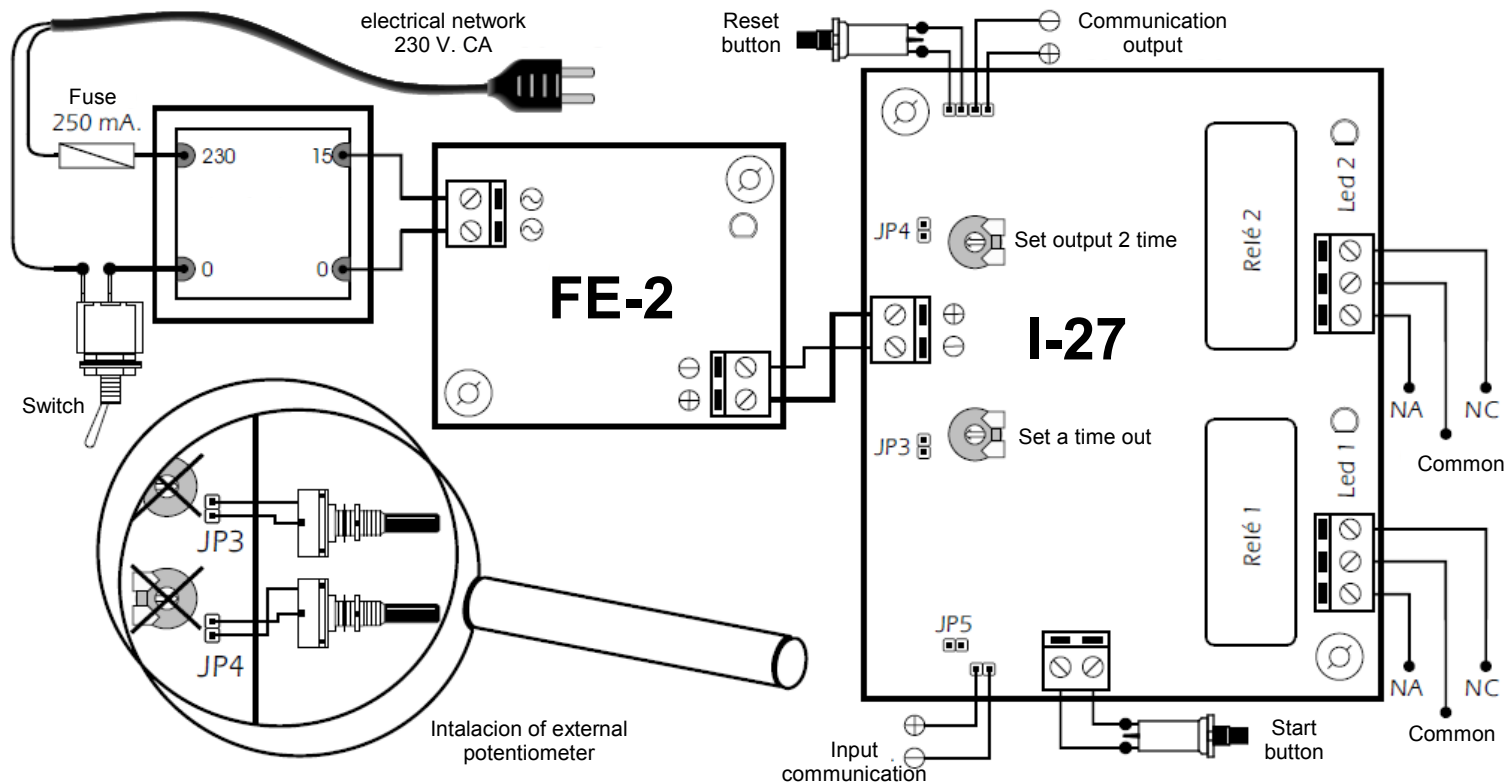 electrical network
230 V. CA
Fuse
250 mA.
230
15
0
0
Switch
FE-2
Reset
button
Communication
output
JP4
Set output 2 time
Relé 2
Led 2
I-27
NA
NC
Common
JP3
Set a time out
Relé 1
Led 1
NA
NC
Common
JP5
Input
communication
Start
button
JP3
JP4
Intalacion of external
potentiometer